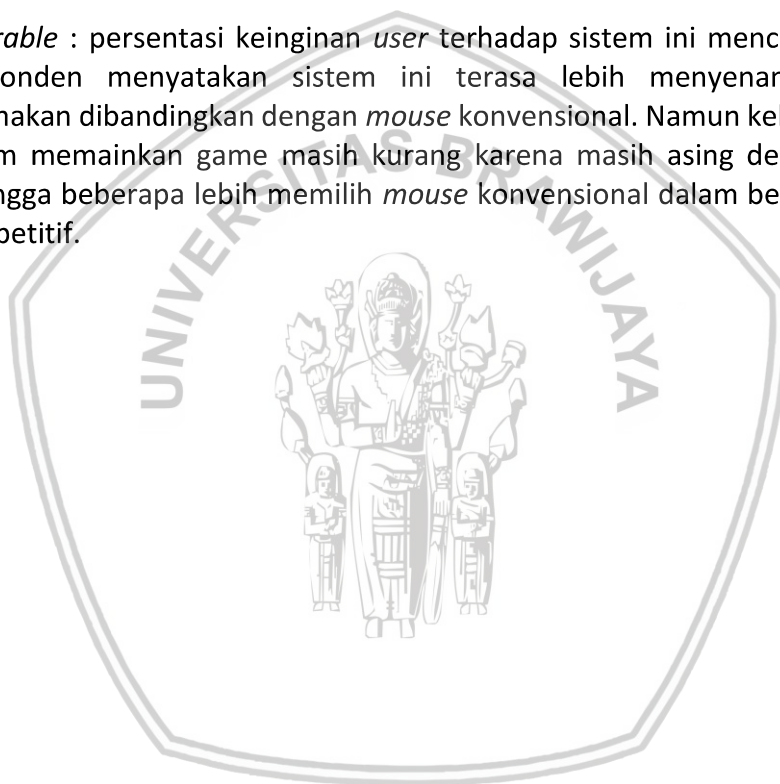 rable : persentasi keinginan user terhadap sistem ini menc
onden menyatakan sistem ini terasa lebih menyenan
nakan dibandingkan dengan mouse konvensional. Namun kel
m memainkan game masih kurang karena masih asing de
ngga beberapa lebih memilih mouse konvensional dalam be
petitif.
UNIVERSITAS BRAWIJAYA